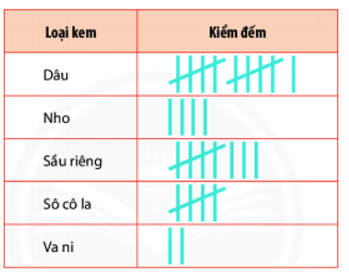 Loại kem Kiểm đếm
Dâu
Nho
Sầu riêng
Sô cô la
Va ni